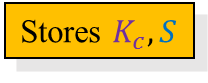 Stores K_C, S